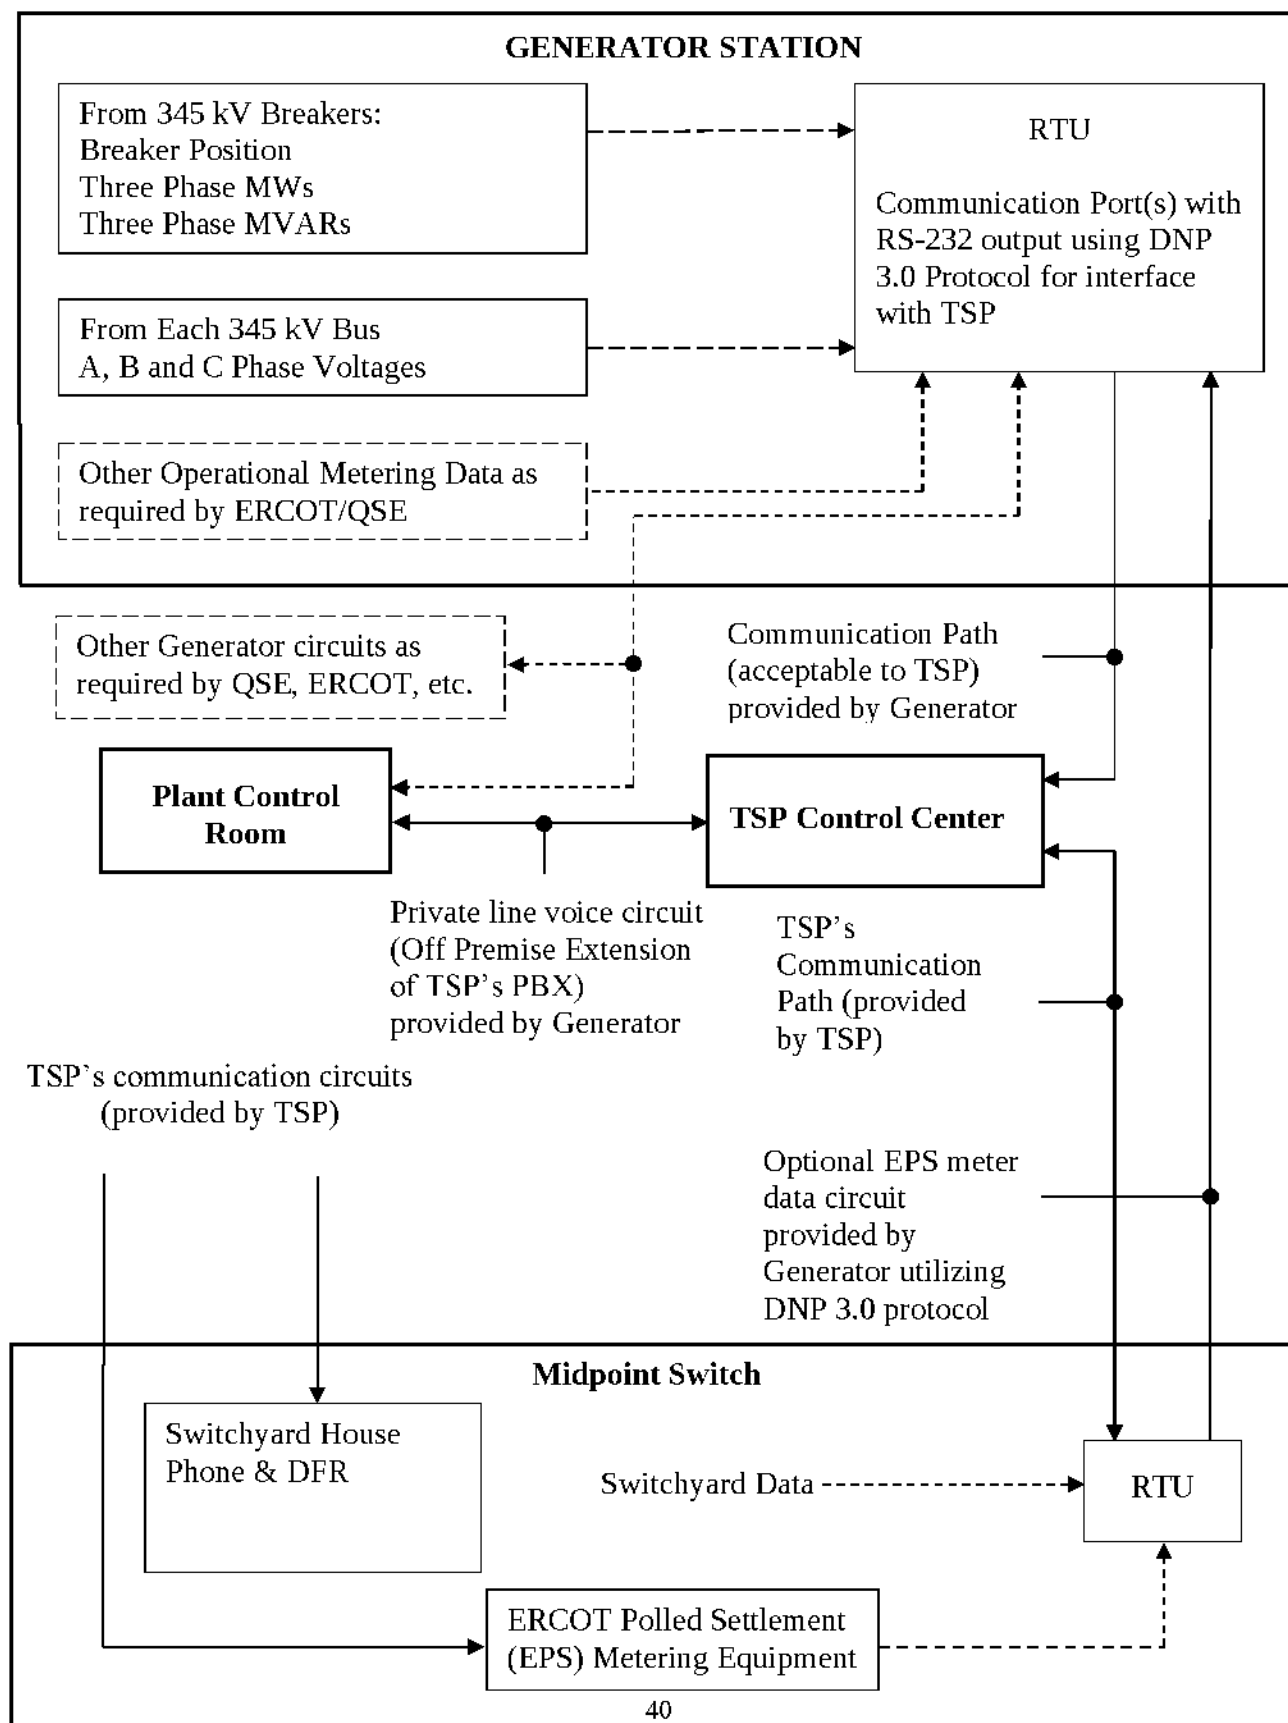 GENERATOR STATION
From 345 kV Breakers:
Breaker Position
Three Phase MWs
Three Phase MVARs
RTU
Communication Port(s) with
RS-232 output using DNP
3.0 Protocol for interface
with TSP
From Each 345 kV Bus
A, B and C Phase Voltages
Other Operational Metering Data as
required by ERCOT/QSE
Other Generator circuits as
required by QSE, ERCOT, etc.
Communication Path
(acceptable to TSP)
provided by Generator
Plant Control
Room
TSP Control Center
Private line voice circuit
(Off Premise Extension
of TSP’s PBX)
provided by Generator
TSP’s
Communication
Path (provided
by TSP)
TSP’s communication circuits
(provided by TSP)
Optional EPS meter
data circuit
provided by
Generator utilizing
DNP 3.0 protocol
Midpoint Switch
Switchyard House
Phone & DFR
Switchyard Data
RTU
ERCOT Polled Settlement
(EPS) Metering Equipment
40